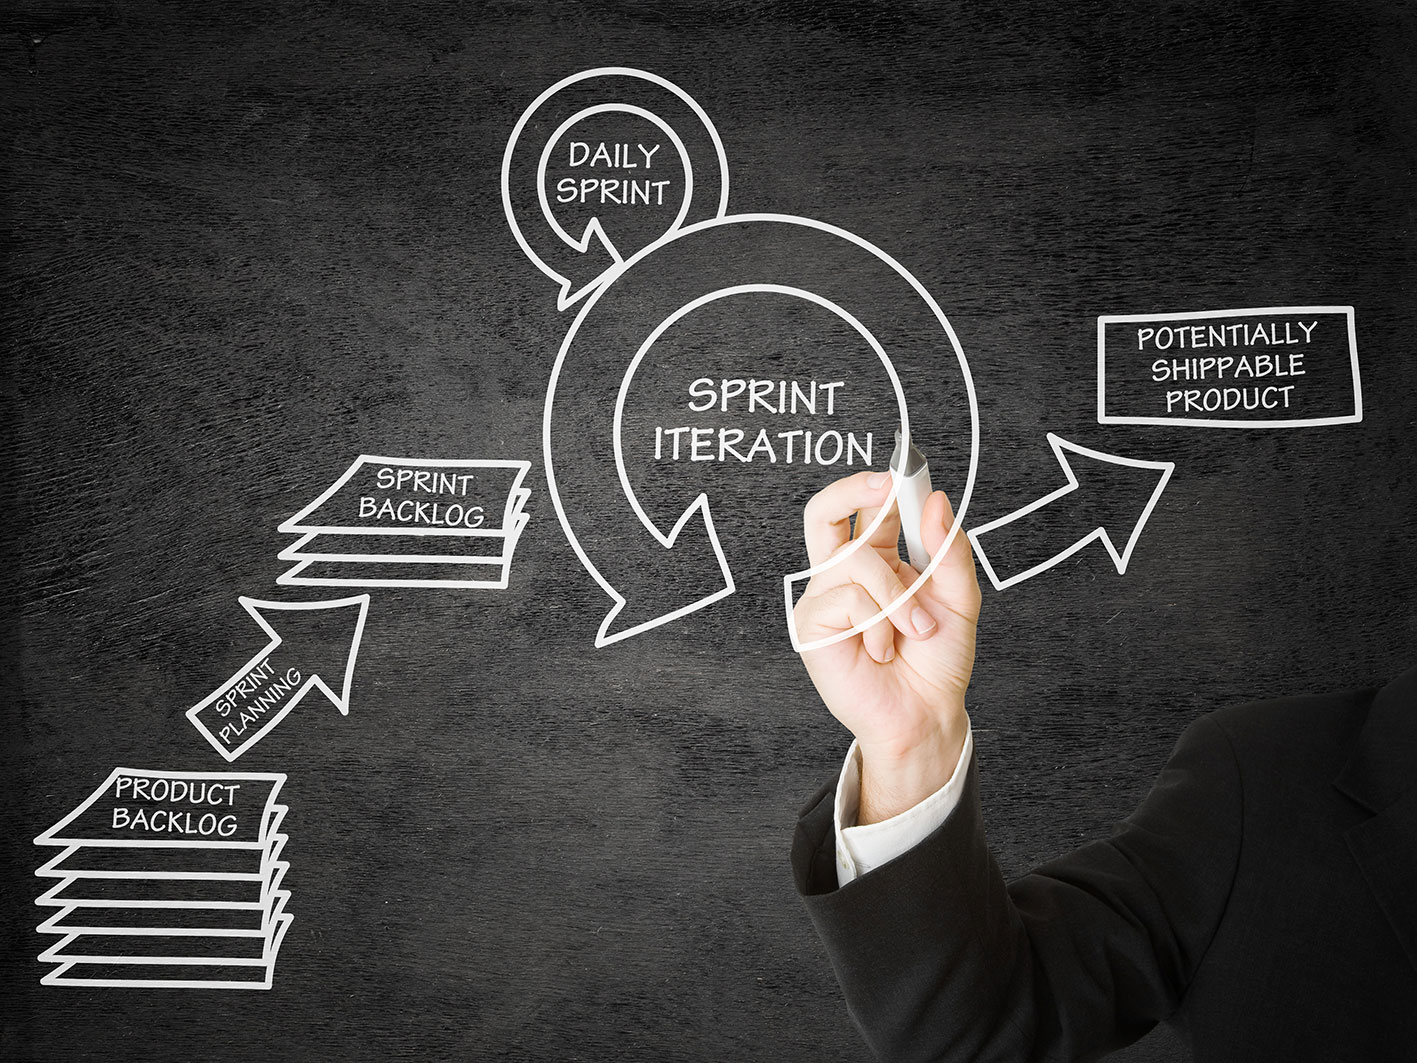 DAILY
SPRINT
SPRINT
ITERATION
POTENTIALLY
SHIPPABLE
PRODUCT
SPRINT
BACKLOG
SPRINT
PLANNING
PRODUCT
BACKLOG